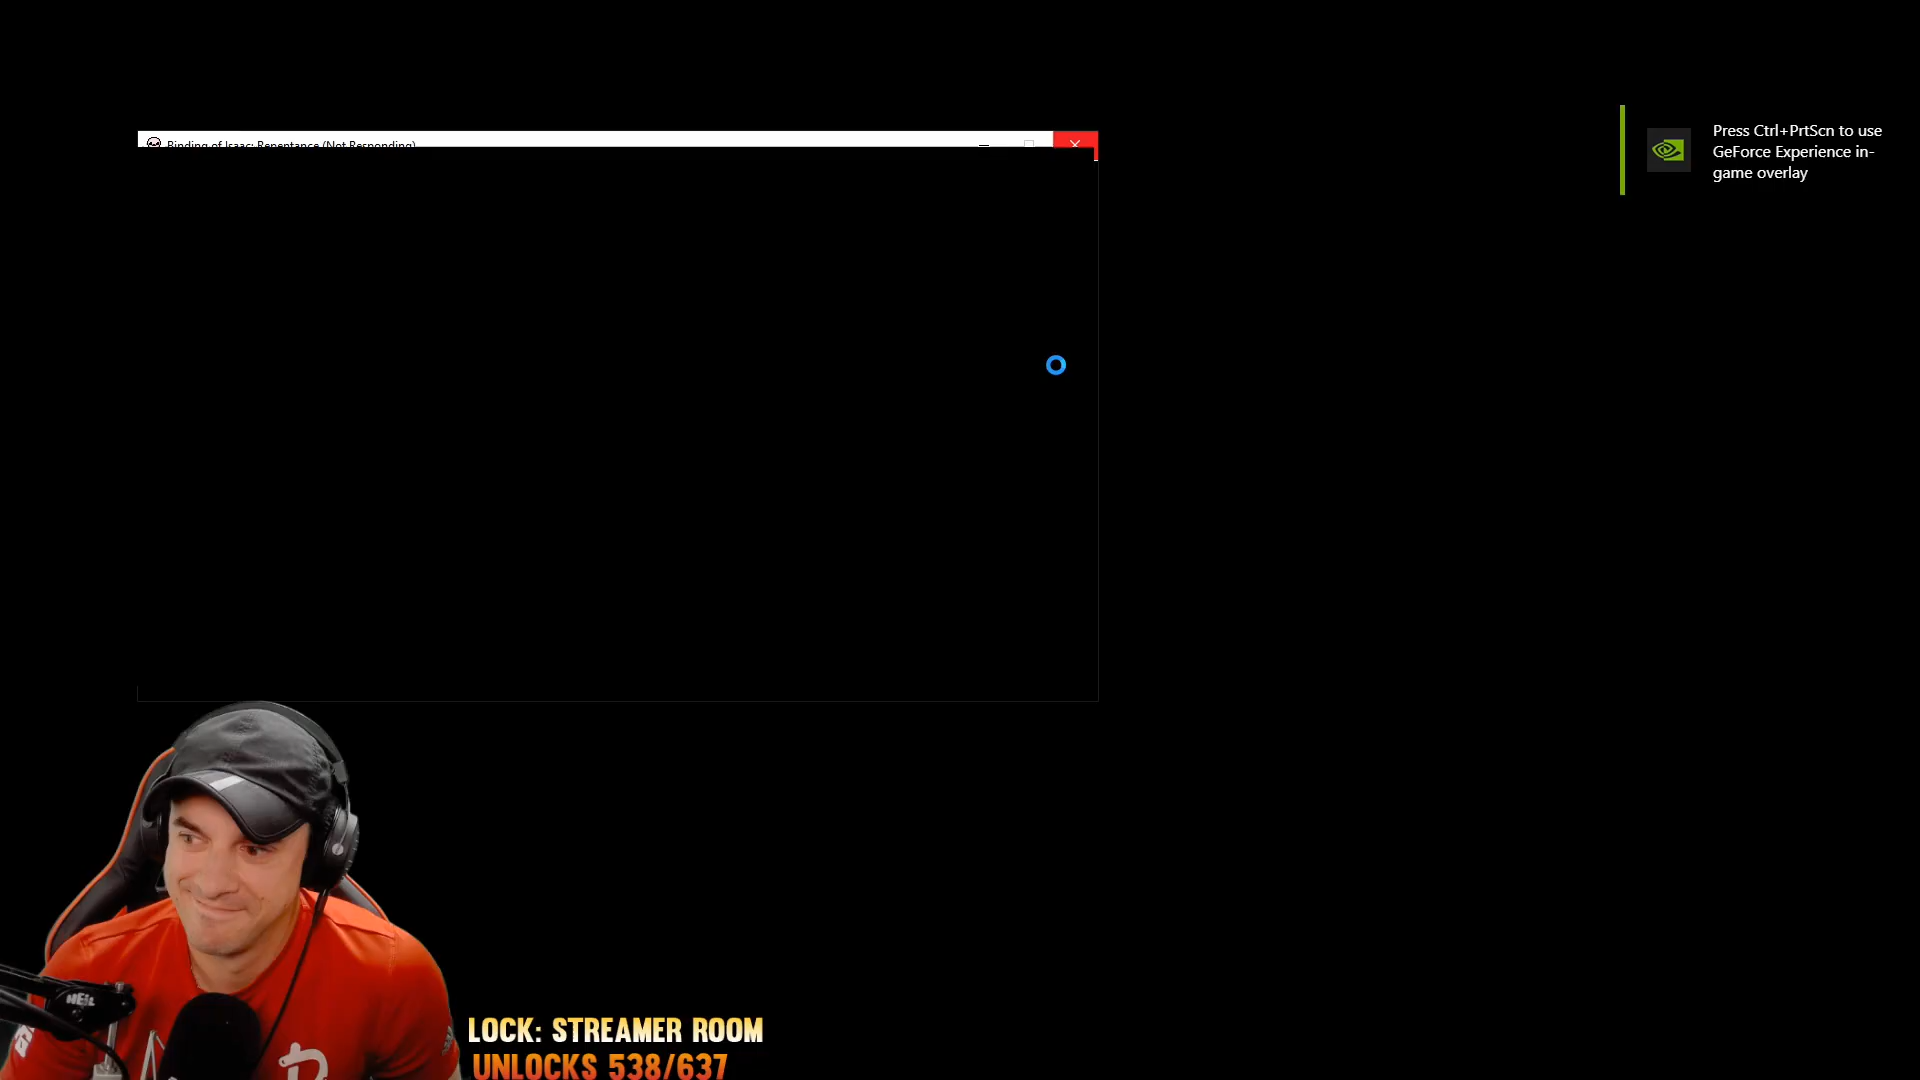 Binding of Isaac: Repentance (Not Responding)
Press Ctrl+PrtScn to use
GeForce Experience in-
game overlay
HEIL
LOCK: STREAMER ROOM
UNLOCKS 538/637